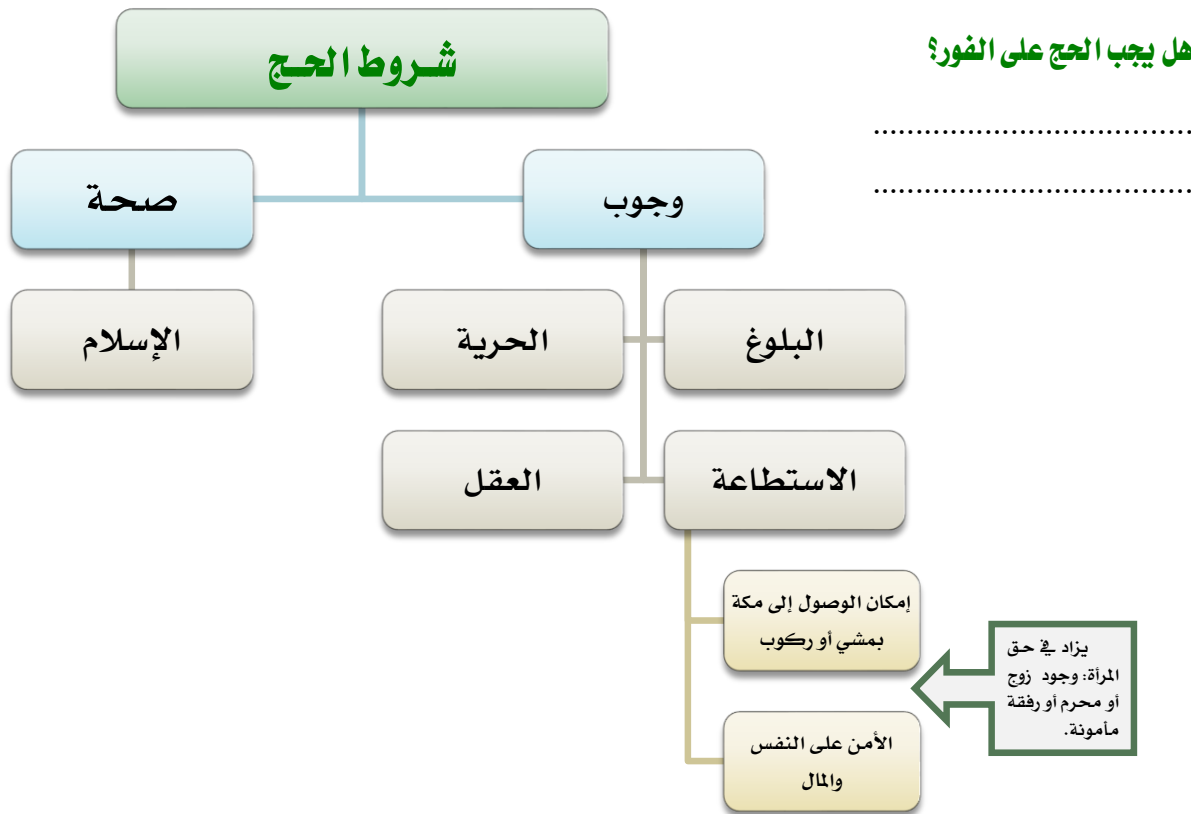 هل يجب الحج على الفور؟
.....................................
.....................................
شروط الحج
وجوب
صحة
البلوغ
الحرية
الإسلام
الاستطاعة
العقل
إمكان الوصول إلى مكة
بمشي أو ركوب
يزاد في حق
المرأة: وجود زوج
أو محرم أو رفقة
مأمونة.
الأمن على النفس
والمال